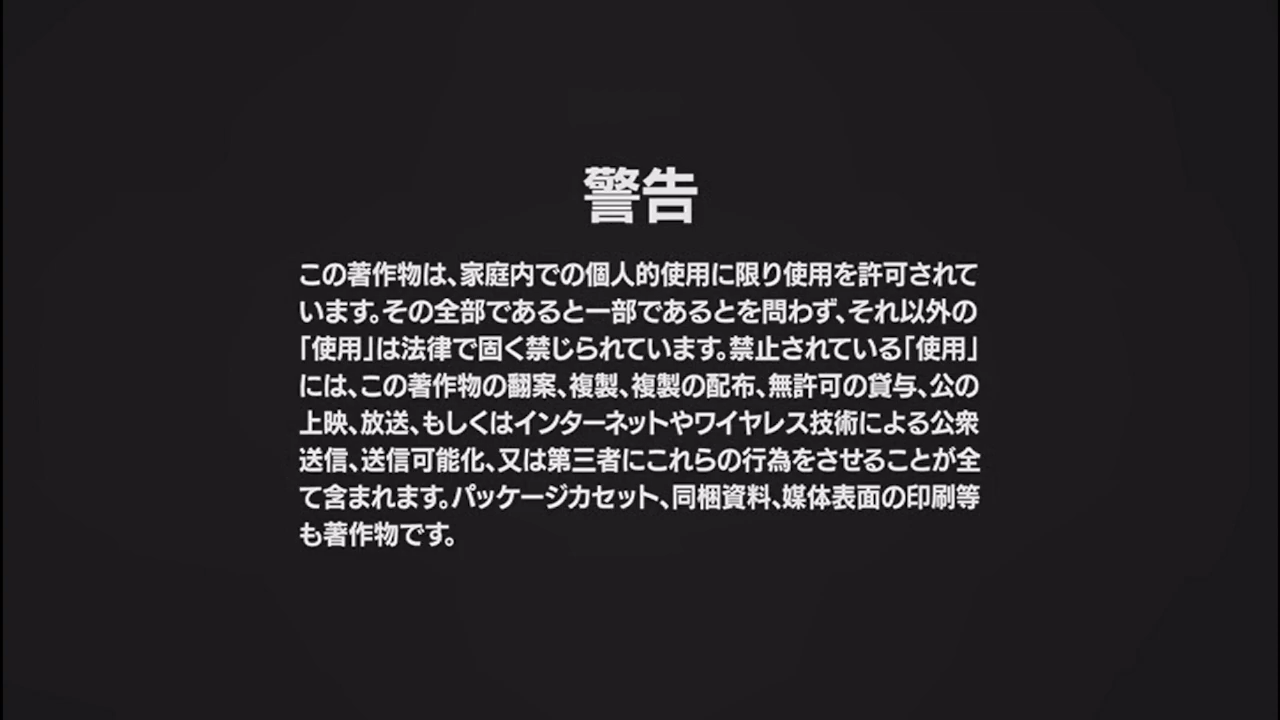 警告
この著作物は、家庭内での個人的使用に限り使用を許可されて
います。その全部であると一部であるとを問わず、それ以外の
「使用」は法律で固く禁じられています。禁止されている「使用」
には、この著作物の翻案、複製、複製の配布、無許可の貸与、公の
上映、放送、もしくはインターネットやワイヤレス技術による公衆
送信、送信可能化、又は第三者にこれらの行為をさせることが全
て含まれます。パッケージカセット、同梱資料、媒体表面の印刷等
も著作物です。